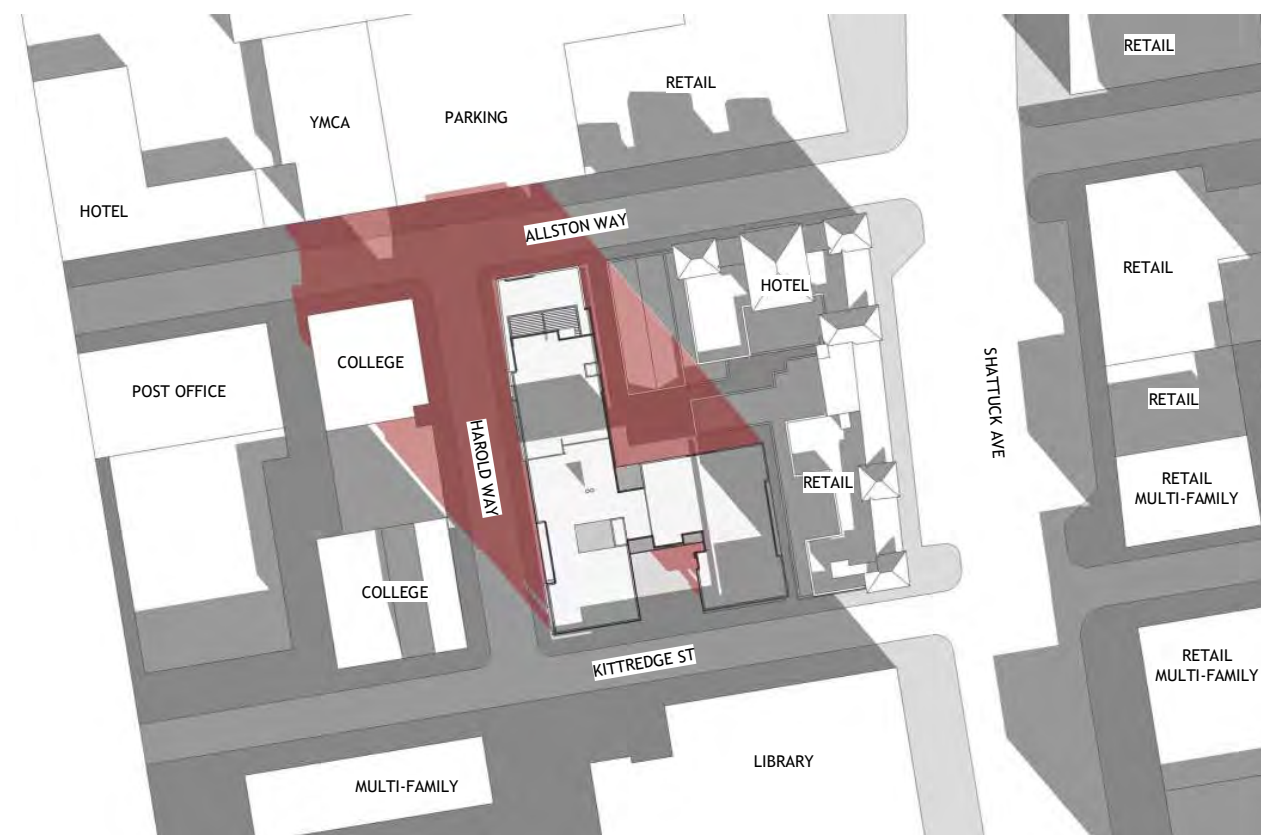 RETAIL
RETAIL
YMCA
PARKING
HOTEL
ALLSTON WAY
RETAIL
HOTEL
COLLEGE
POST OFFICE
SHATTUCK AVE
RETAIL
HAROLD WAY
RETAIL
RETAIL
MULTI-FAMILY
COLLEGE
KITTREDGE ST
RETAIL
MULTI-FAMILY
LIBRARY
MULTI-FAMILY